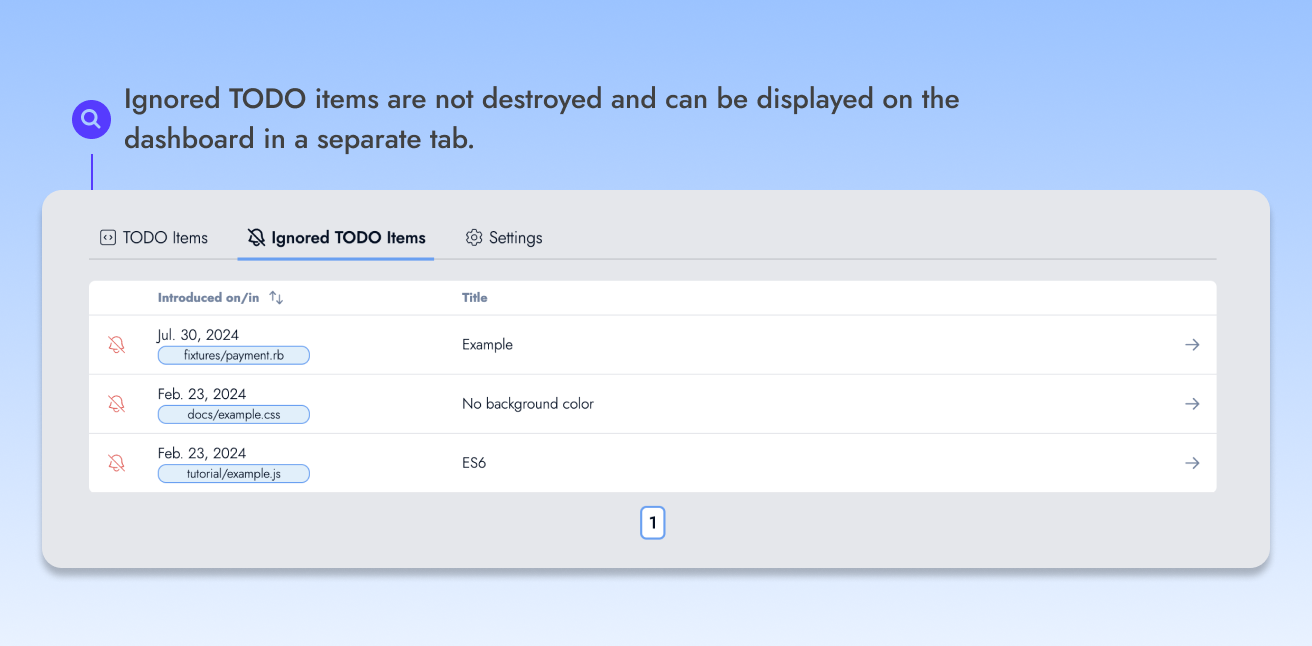 Ignored TODO items are not destroyed and can be displayed on the
dashboard in a separate tab.
TODO Items Ignored TODO Items Settings
Introduced on/in Title
Jul. 30, 2024
fixtures/payment.rb
Example
Feb. 23, 2024
docs/example.css
No background color
Feb. 23, 2024
tutorial/example.js
ES6
1